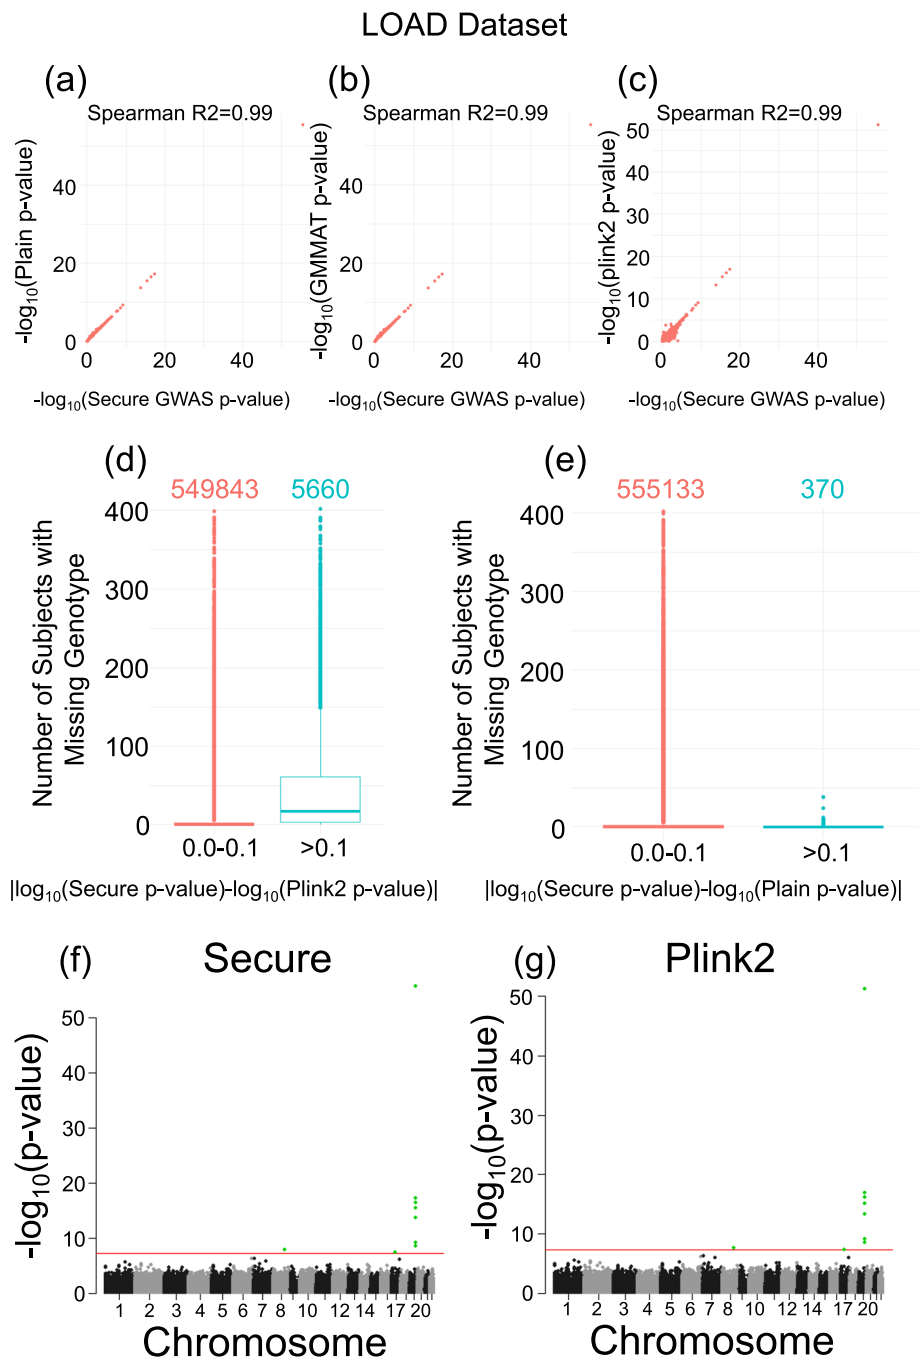 LOAD Dataset
(a)
Spearman R2=0.99
-log10(Plain p-value)
40
20
0
0
20
40
-log10(Secure GWAS p-value)
(b)
Spearman R2=0.99
-log10(GMMAT p-value)
40
20
0
0
20
40
-log10(Secure GWAS p-value)
(c)
Spearman R2=0.99
-log10(plink2 p-value)
50
40
30
20
10
0
0
20
40
-log10(Secure GWAS p-value)
(d)
549843
5660
Number of Subjects with
Missing Genotype
400
300
200
100
0
0.0-0.1
>0.1
|log10(Secure p-value)-log10(Plink2 p-value)|
(e)
555133
370
Number of Subjects with
Missing Genotype
400
300
200
100
0
0.0-0.1
>0.1
|log10(Secure p-value)-log10(Plain p-value)|
(f)
Secure
-log10(p-value)
50
40
30
20
10
0
1 2 3 4 5 6 7 8 10 12 14 17 20
Chromosome
(g)
Plink2
-log10(p-value)
50
40
30
20
10
0
1 2 3 4 5 6 7 8 10 12 14 17 20
Chromosome